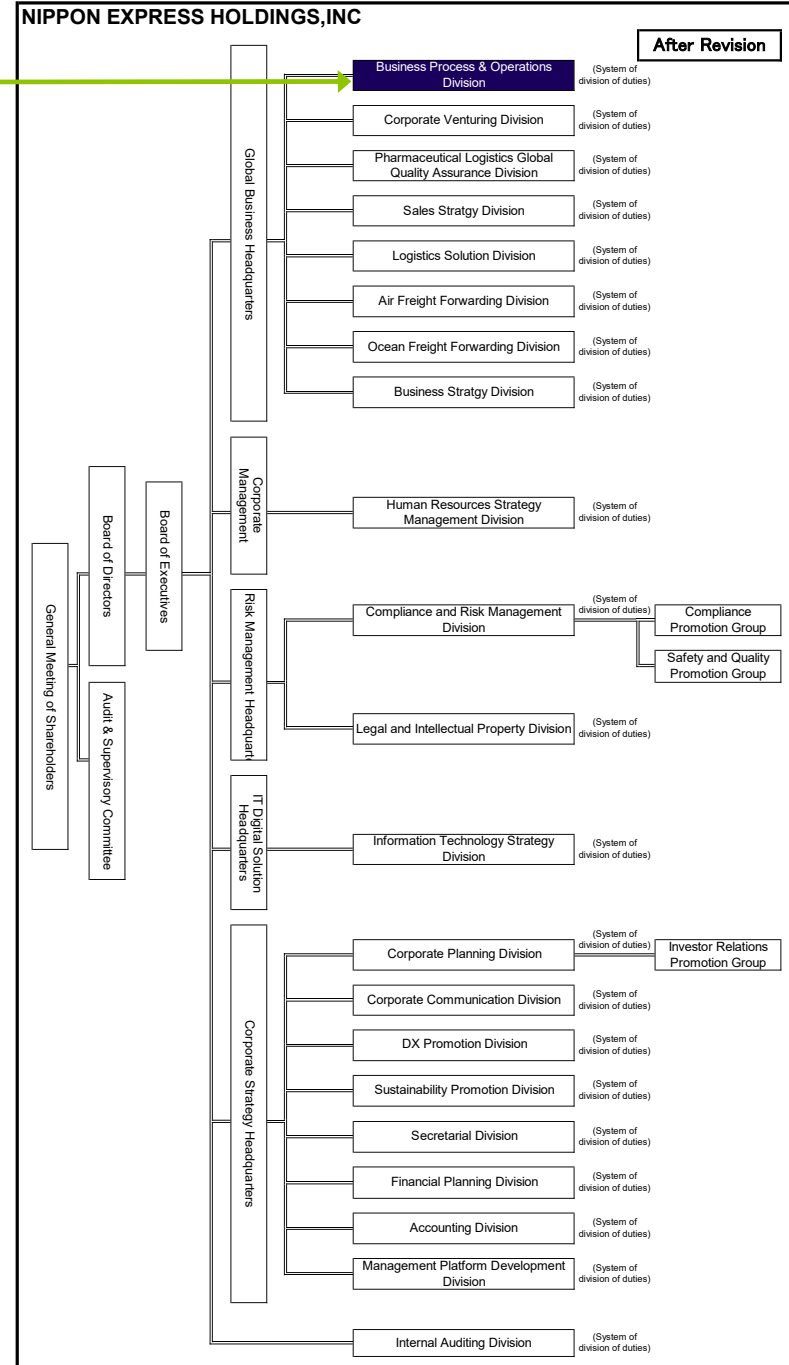 NIPPON EXPRESS HOLDINGS,INC
After Revision
General Meeting of Shareholders
Board of Directors
Audit & Supervisory Committee
Board of Executives
Global Business Headquarters
Business Process & Operations
Division
(System of
division of duties)
Corporate Venturing Division
(System of
division of duties)
Pharmaceutical Logistics Global
Quality Assurance Division
(System of
division of duties)
Sales Stratgy Division
(System of
division of duties)
Logistics Solution Division
(System of
division of duties)
Air Freight Forwarding Division
(System of
division of duties)
Ocean Freight Forwarding Division
(System of
division of duties)
Business Stratgy Division
(System of
division of duties)
Corporate
Management
Human Resources Strategy
Management Division
(System of
division of duties)
Risk Management Headquart
Compliance and Risk Management
Division
(System of
division of duties)
Compliance
Promotion Group
Safety and Quality
Promotion Group
Legal and Intellectual Property Division
(System of
division of duties)
IT Digital Solution
Headquarters
Information Technology Strategy
Division
(System of
division of duties)
Corporate Strategy Headquarters
Corporate Planning Division
(System of
division of duties)
Investor Relations
Promotion Group
Corporate Communication Division
(System of
division of duties)
DX Promotion Division
(System of
division of duties)
Sustainability Promotion Division
(System of
division of duties)
Secretarial Division
(System of
division of duties)
Financial Planning Division
(System of
division of duties)
Accounting Division
(System of
division of duties)
Management Platform Development
Division
(System of
division of duties)
Internal Auditing Division
(System of
division of duties)